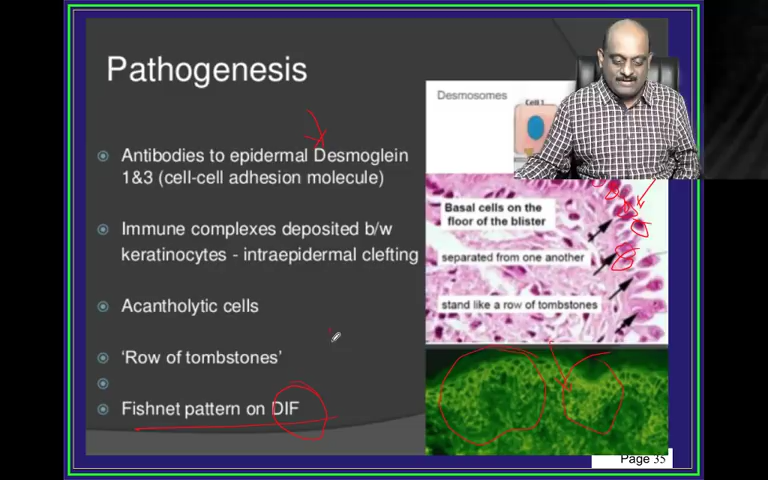 Pathogenesis
Antibodies to epidermal Desmoglein
1&3 (cell-cell adhesion molecule)
Immune complexes deposited b/w
keratinocytes - intraepidermal clefting
Acantholytic cells
'Row of tombstones'
Fishnet pattern on DIF
Desmosomes
Cell 1
Basal cells on the
floor of the blister
separated from one another
stand like a row of tombstones
Page 35